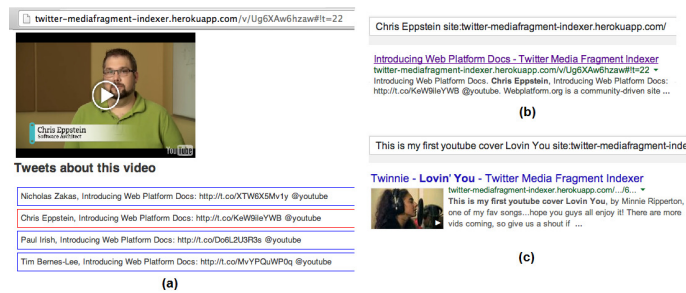 twitter-mediafragment-indexer.herokuapp.com/v/Ug6XAw6hzaw#!t=22
Chris Eppstein
Software Architect
You Tube
Tweets about this video
Nicholas Zakas, Introducing Web Platform Docs: http://t.co/XTW6X5Mv1y @youtube
Chris Eppstein, Introducing Web Platform Docs: http://t.co/KeW9ileYWB @youtube
Paul Irish, Introducing Web Platform Docs: http://t.co/Do6L2U3R3s @youtube
Tim Bernes-Lee, Introducing Web Platform Docs: http://t.co/MvYPQuWP0q @youtube
(a)
Chris Eppstein site:twitter-mediafragment-indexer.herokuapp.com/
Introducing Web Platform Docs - Twitter Media Fragment Indexer
twitter-mediafragment-indexer.herokuapp.com/v/Ug6XAw6hzaw#!t=22
Introducing Web Platform Docs. Chris Eppstein, Introducing Web Platform Docs:
http://t.co/KeW9ileYWB @youtube. Webplatform.org is a community-driven site ...
(b)
This is my first youtube cover Lovin You site:twitter-mediafragment-inde
Twinnie - Lovin' You - Twitter Media Fragment Indexer
twitter-mediafragment-indexer.herokuapp.com/.../6...
This is my first youtube cover Lovin You, by Minnie Ripperton,
one of my fav songs...hope you guys all enjoy it! There are more
vids coming, so give us a shout if ...
(c)